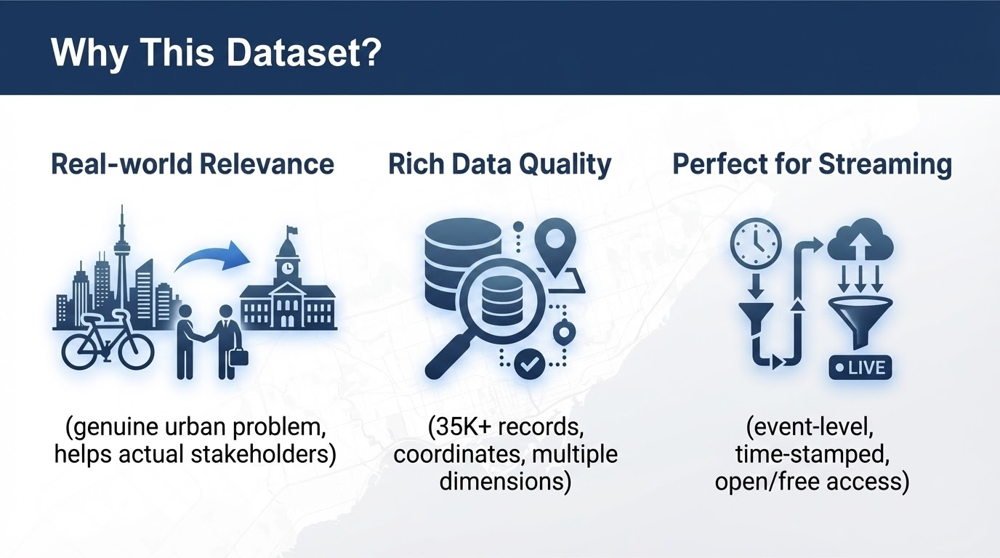 Why This Dataset?
Real-world Relevance
(genuine urban problem,
helps actual stakeholders)
Rich Data Quality
(35K+ records,
coordinates, multiple
dimensions)
Perfect for Streaming
LIVE
(event-level,
time-stamped,
open/free access)